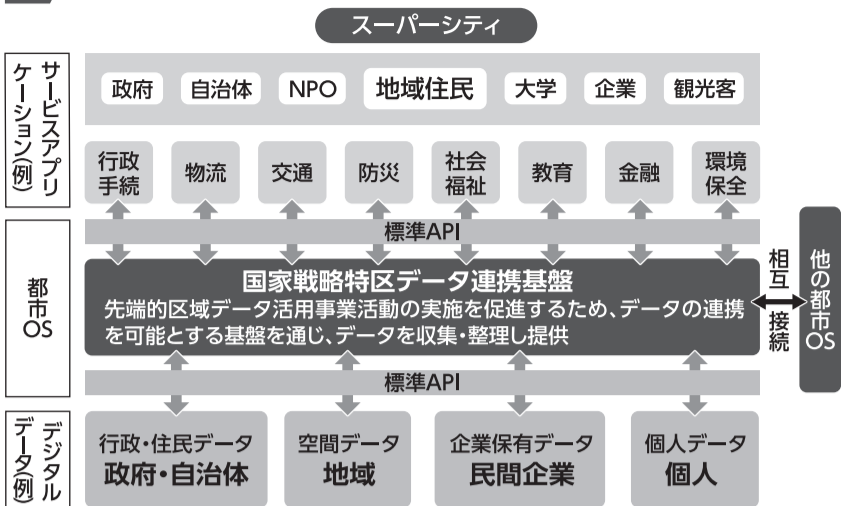 スーパーシティ
サービスアプリ
ケーション(例)
政府 自治体 NPO 地域住民 大学 企業 観光客
行政
手続
物流
交通
防災
社会
福祉
教育
金融
環境
保全
標準API
都市OS
国家戦略特区データ連携基盤
先端的区域データ活用事業活動の実施を促進するため、データの連携
を可能とする基盤を通じ、データを収集・整理し提供
相互接続
他の都市OS
標準API
デジタル
データ(例)
行政・住民データ
政府・自治体
空間データ
地域
企業保有データ
民間企業
個人データ
個人